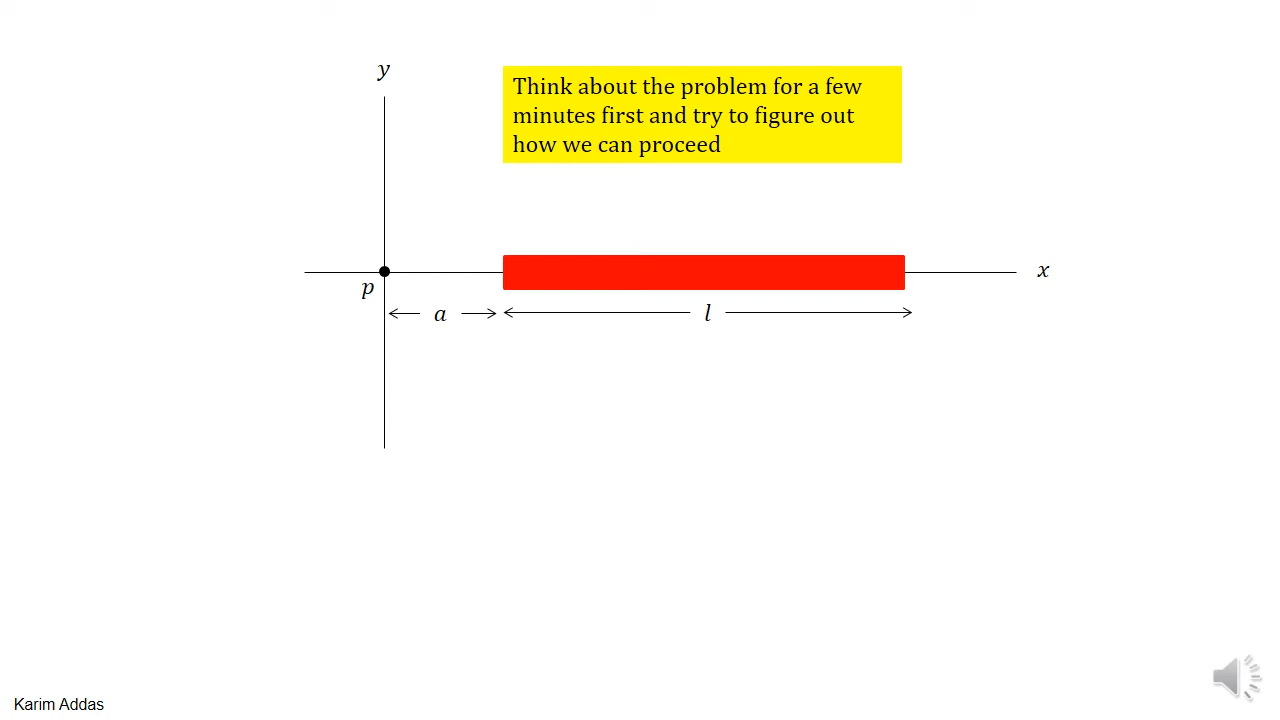 y
Think about the problem for a few
minutes first and try to figure out
how we can proceed
x
p
a
l
Karim Addas